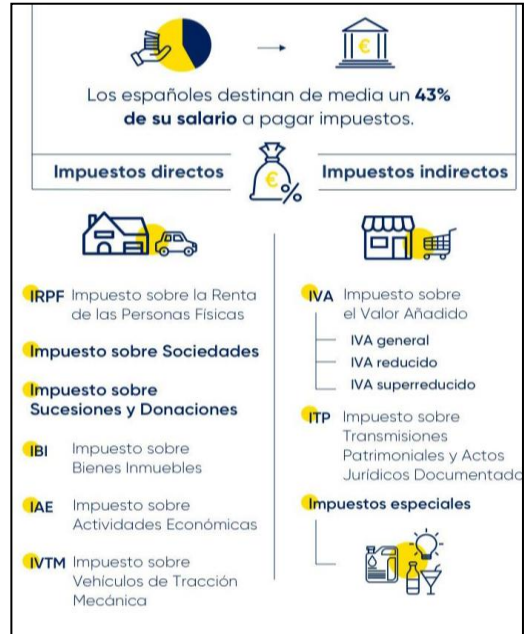 Los españoles destinan de media un 43%
de su salario a pagar impuestos.
Impuestos directos
€
%
Impuestos indirectos
IRPF Impuesto sobre la Renta
de las Personas Físicas
Impuesto sobre Sociedades
Impuesto sobre
Sucesiones y Donaciones
IBI Impuesto sobre
Bienes Inmuebles
IAE Impuesto sobre
Actividades Económicas
IVTM Impuesto sobre
Vehículos de Tracción
Mecánica
IVA Impuesto sobre
el Valor Añadido
IVA general
IVA reducido
IVA superreducido
ITP Impuesto sobre
Transmisiones
Patrimoniales y Actos
Jurídicos Documentado
Impuestos especiales